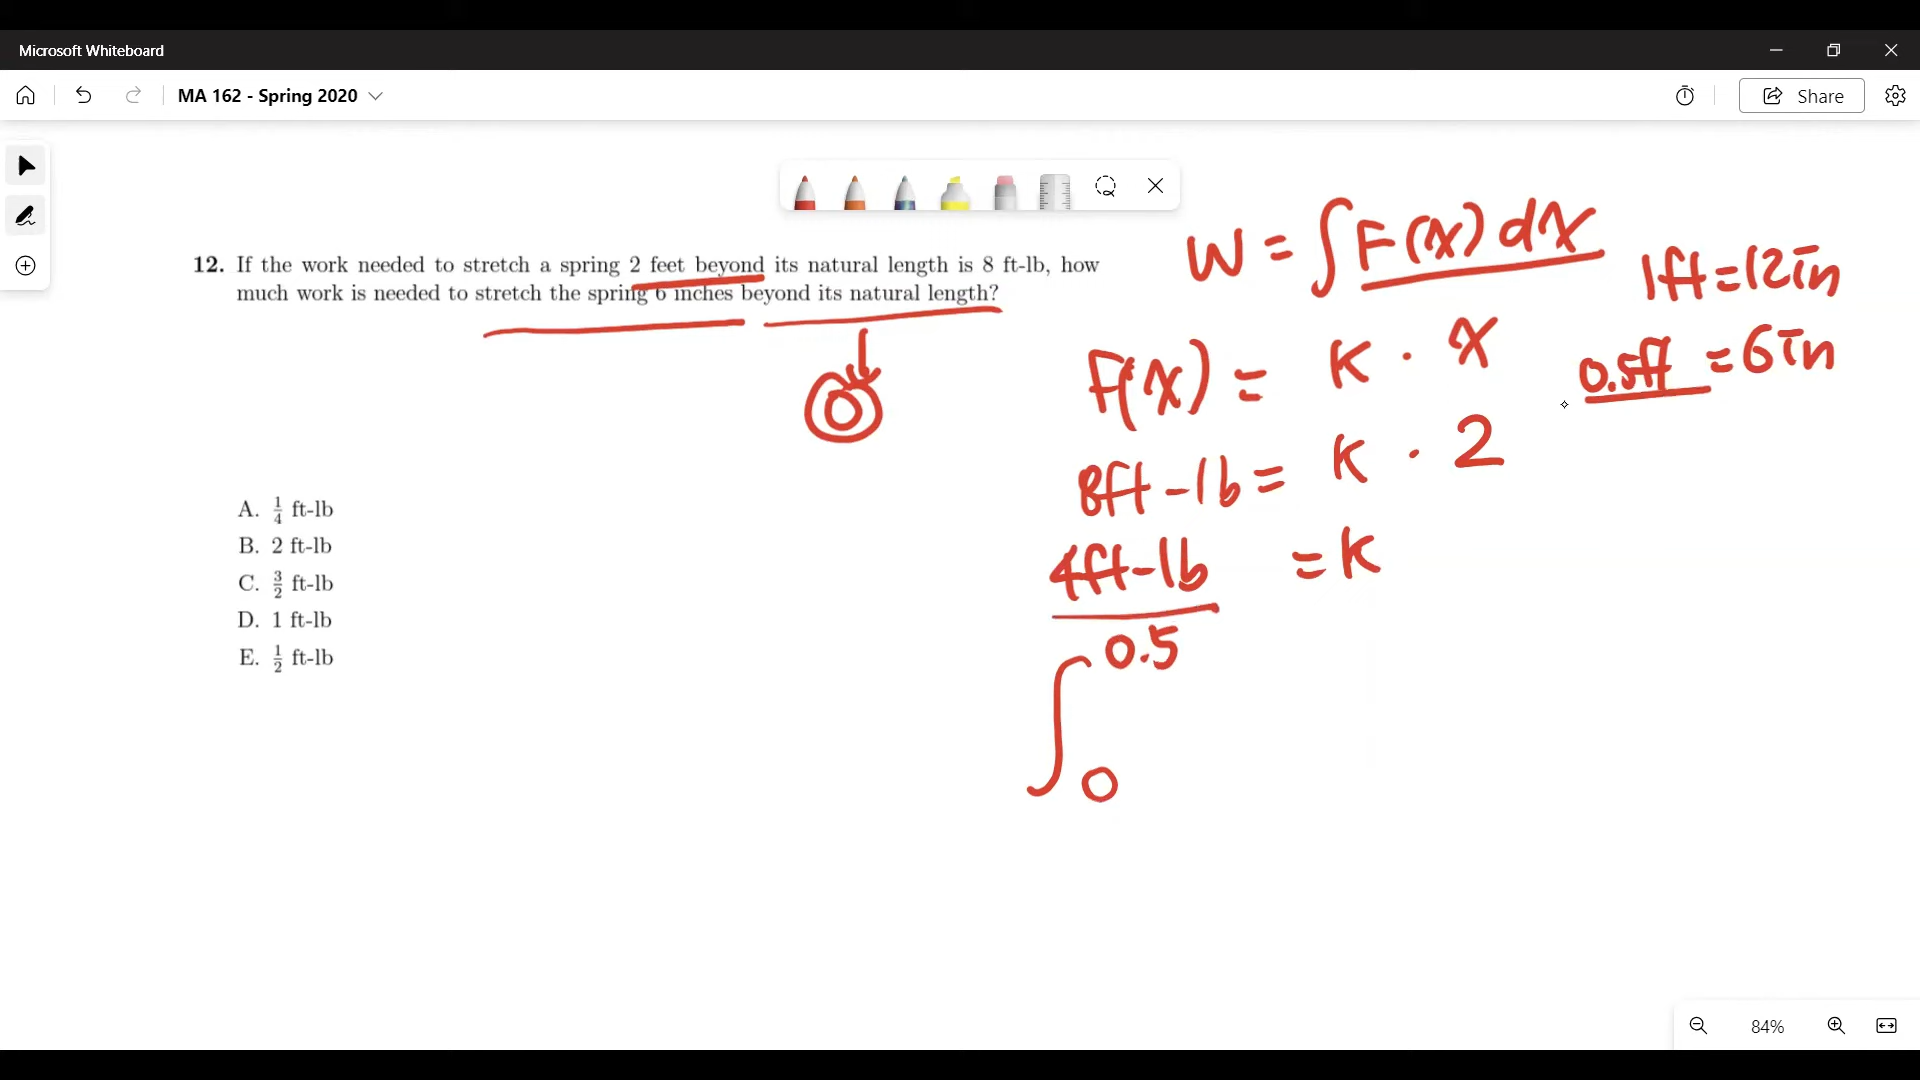 Microsoft Whiteboard
MA 162 - Spring 2020
Share
12. If the work needed to stretch a spring 2 feet beyond its natural length is 8 ft-lb, how
much work is needed to stretch the spring 6 inches beyond its natural length?
0
A. 1/4 ft-lb
B. 2 ft-lb
C. 3/2 ft-lb
D. 1 ft-lb
E. 1/2 ft-lb
W = ∫F(x)dx
1ft=12in
0.5ft = 6in
F(x) = K · x
8ft-lb = K · 2
4ft-lb = K
∫ 0.5
0
84%